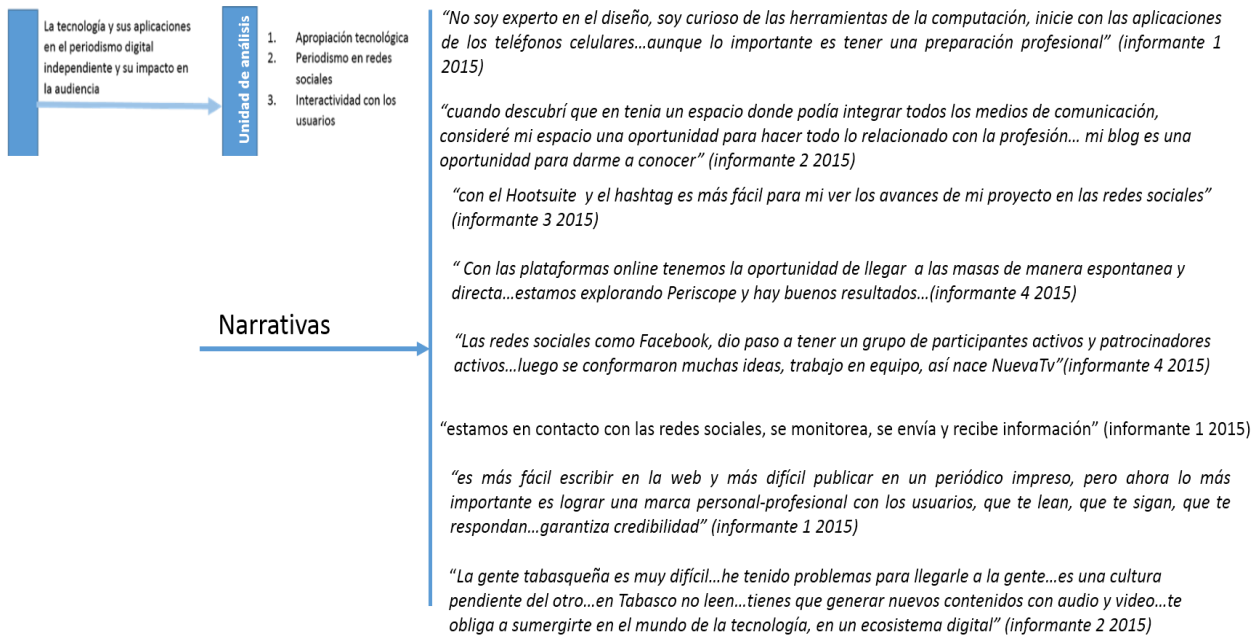 La tecnología y sus aplicaciones
en el periodismo digital
independiente y su impacto en
la audiencia
Unidad de análisis
1. Apropiación tecnológica
2. Periodismo en redes
sociales
3. Interactividad con los
usuarios
Narrativas
“No soy experto en el diseño, soy curioso de las herramientas de la computación, inicie con las aplicaciones
de los teléfonos celulares…aunque lo importante es tener una preparación profesional” (informante 1
2015)
“cuando descubrí que en tenia un espacio donde podía integrar todos los medios de comunicación,
consideré mi espacio una oportunidad para hacer todo lo relacionado con la profesión… mi blog es una
oportunidad para darme a conocer” (informante 2 2015)
“con el Hootsuite y el hashtag es más fácil para mi ver los avances de mi proyecto en las redes sociales”
(informante 3 2015)
“ Con las plataformas online tenemos la oportunidad de llegar a las masas de manera espontanea y
directa…estamos explorando Periscope y hay buenos resultados…(informante 4 2015)
“Las redes sociales como Facebook, dio paso a tener un grupo de participantes activos y patrocinadores
activos…luego se conformaron muchas ideas, trabajo en equipo, así nace NuevaTv”(informante 4 2015)
“estamos en contacto con las redes sociales, se monitorea, se envía y recibe información” (informante 1 2015)
“es más fácil escribir en la web y más difícil publicar en un periódico impreso, pero ahora lo más
importante es lograr una marca personal-profesional con los usuarios, que te lean, que te sigan, que te
respondan…garantiza credibilidad” (informante 1 2015)
“La gente tabasqueña es muy difícil…he tenido problemas para llegarle a la gente…es una cultura
pendiente del otro…en Tabasco no leen…tienes que generar nuevos contenidos con audio y video…te
obliga a sumergirte en el mundo de la tecnología, en un ecosistema digital” (informante 2 2015)